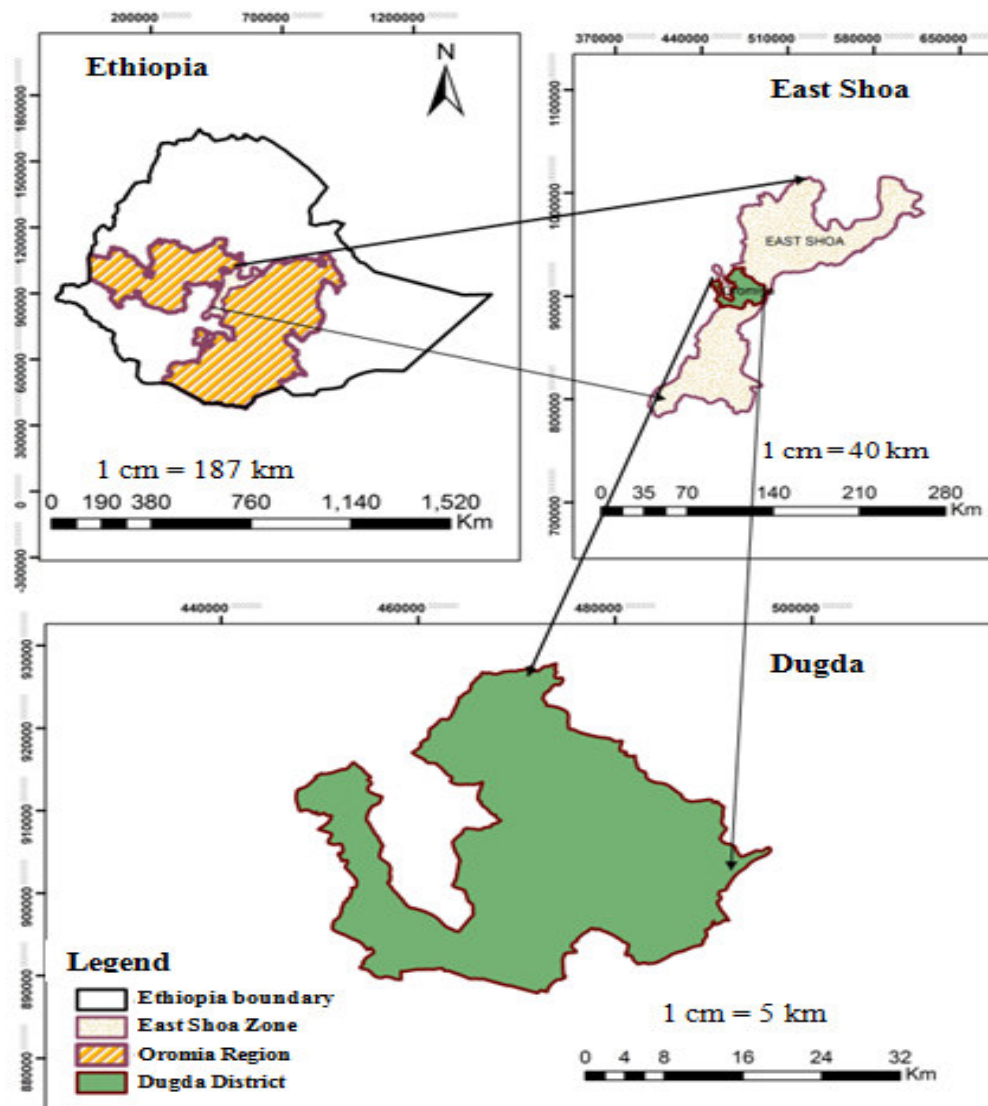 200000 700000 1200000
Ethiopia
N
1800000
1500000
1200000
900000
600000
300000
0
-300000
1 cm = 187 km
0 190 380 760 1,140 1,520
Km
370000 440000 510000 580000 650000
East Shoa
1100000
1000000
900000
800000
700000
EAST SHOA
1 cm = 40 km
0 35 70 140 210 280
Km
440000 460000 480000 500000
Dugda
930000
920000
910000
900000
890000
880000
Legend
Ethiopia boundary
East Shoa Zone
Oromia Region
Dugda District
1 cm = 5 km
0 4 8 16 24 32
Km